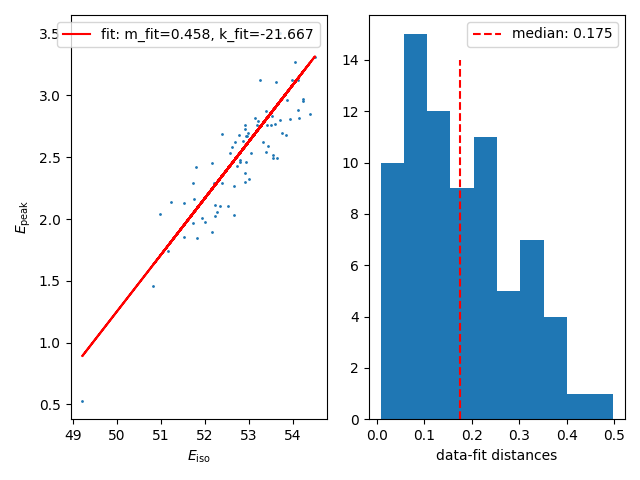 fit: m_fit=0.458, k_fit=-21.667
3.5
3.0
2.5
2.0
1.5
1.0
0.5
E_peak
49 50 51 52 53 54
E_iso
median: 0.175
14
12
10
8
6
4
2
0
0.0 0.1 0.2 0.3 0.4 0.5
data-fit distances